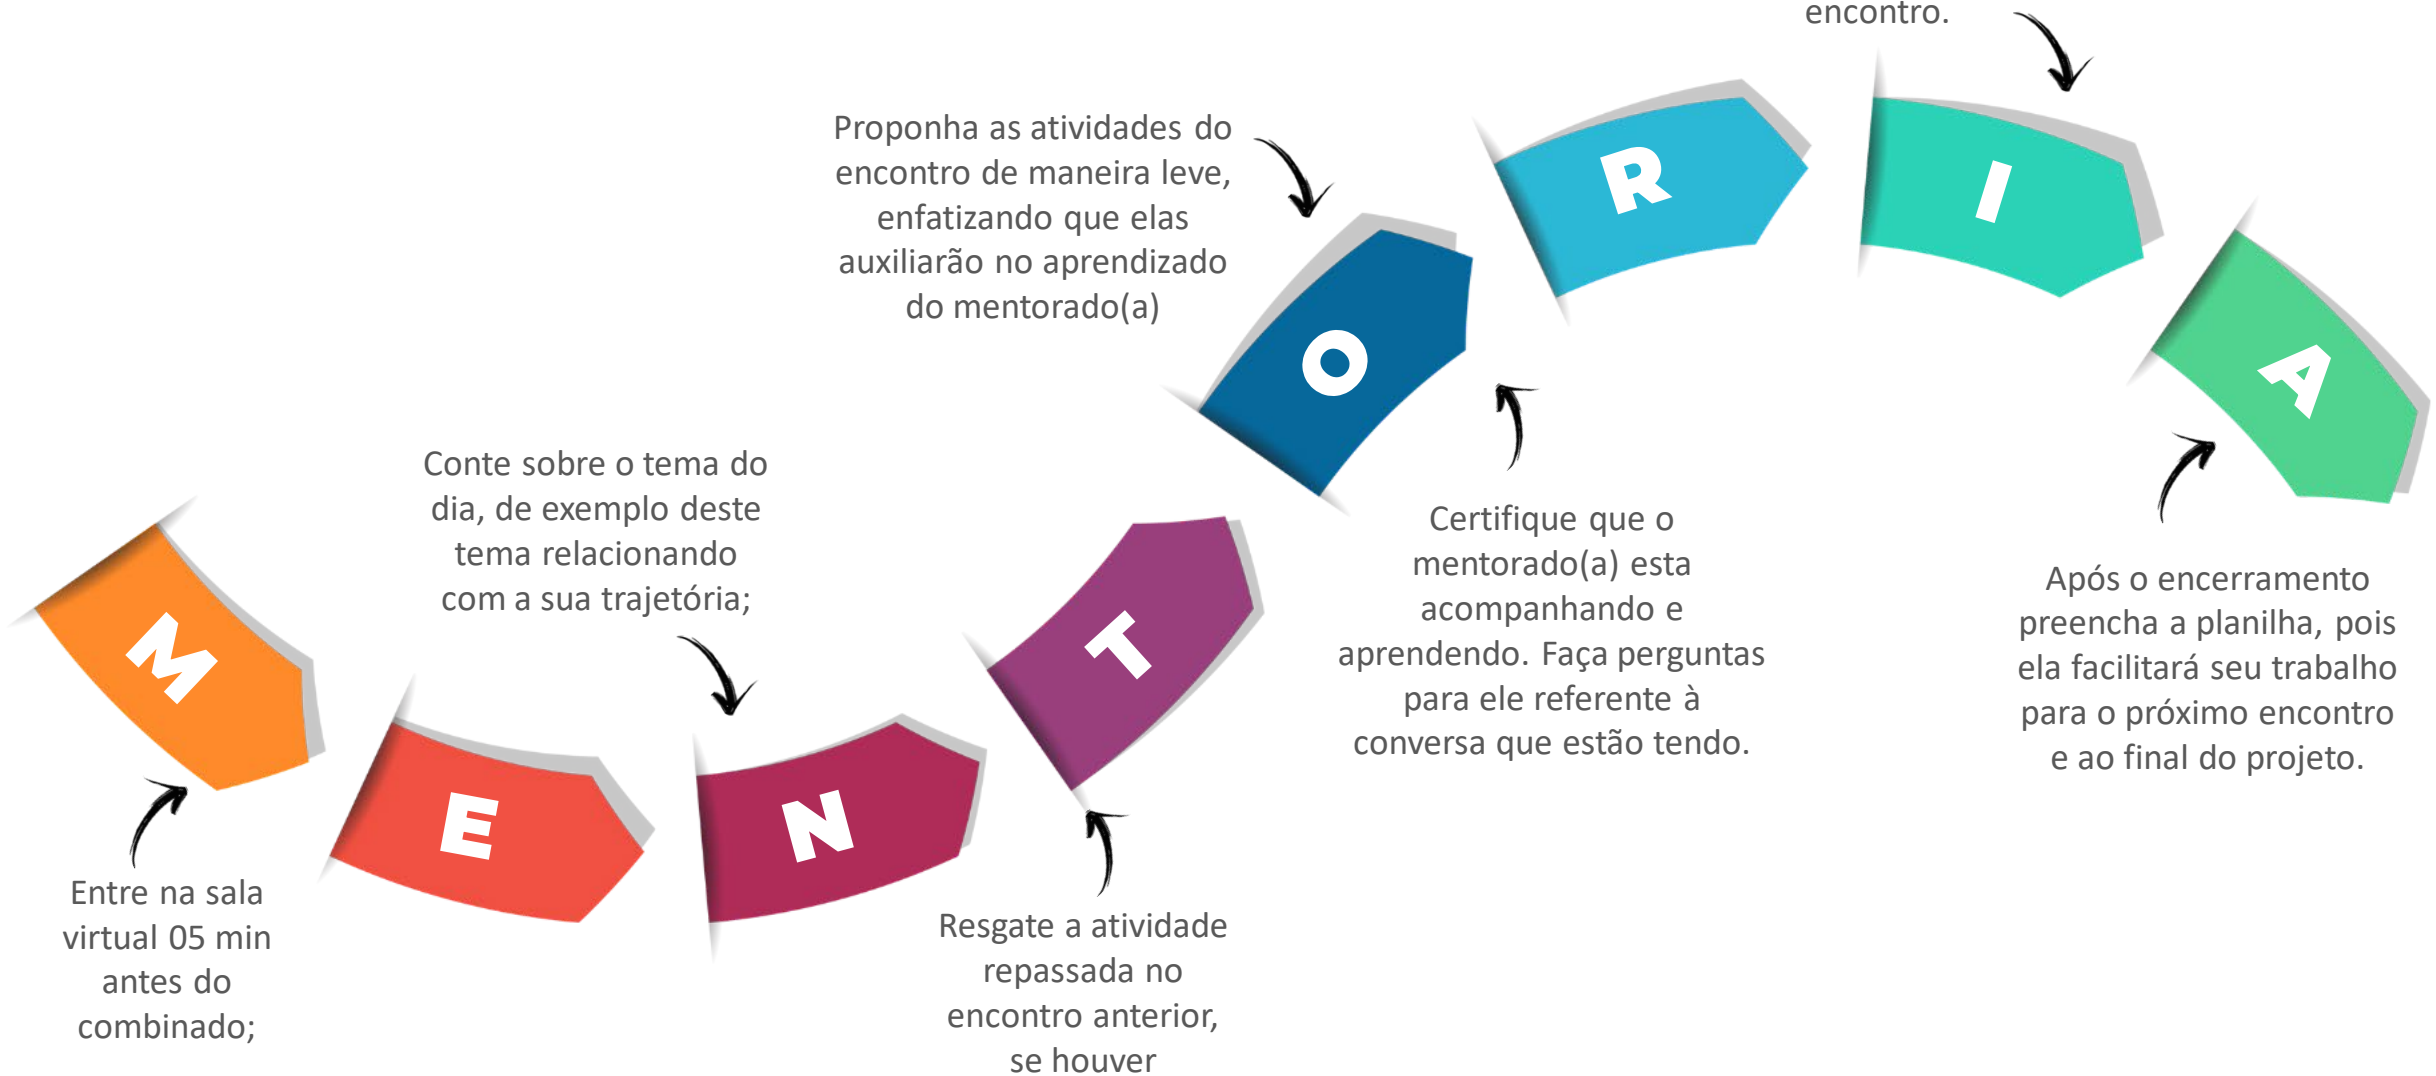 encontro.
Proponha as atividades do
encontro de maneira leve,
enfatizando que elas
auxiliarão no aprendizado
do mentorado(a)
Conte sobre o tema do
dia, de exemplo deste
tema relacionando
com a sua trajetória;
M
E
N
T
O
R
I
A
Certifique que o
mentorado(a) esta
acompanhando e
aprendendo. Faça perguntas
para ele referente à
conversa que estão tendo.
Após o encerramento
preencha a planilha, pois
ela facilitará seu trabalho
para o próximo encontro
e ao final do projeto.
Entre na sala
virtual 05 min
antes do
combinado;
Resgate a atividade
repassada no
encontro anterior,
se houver